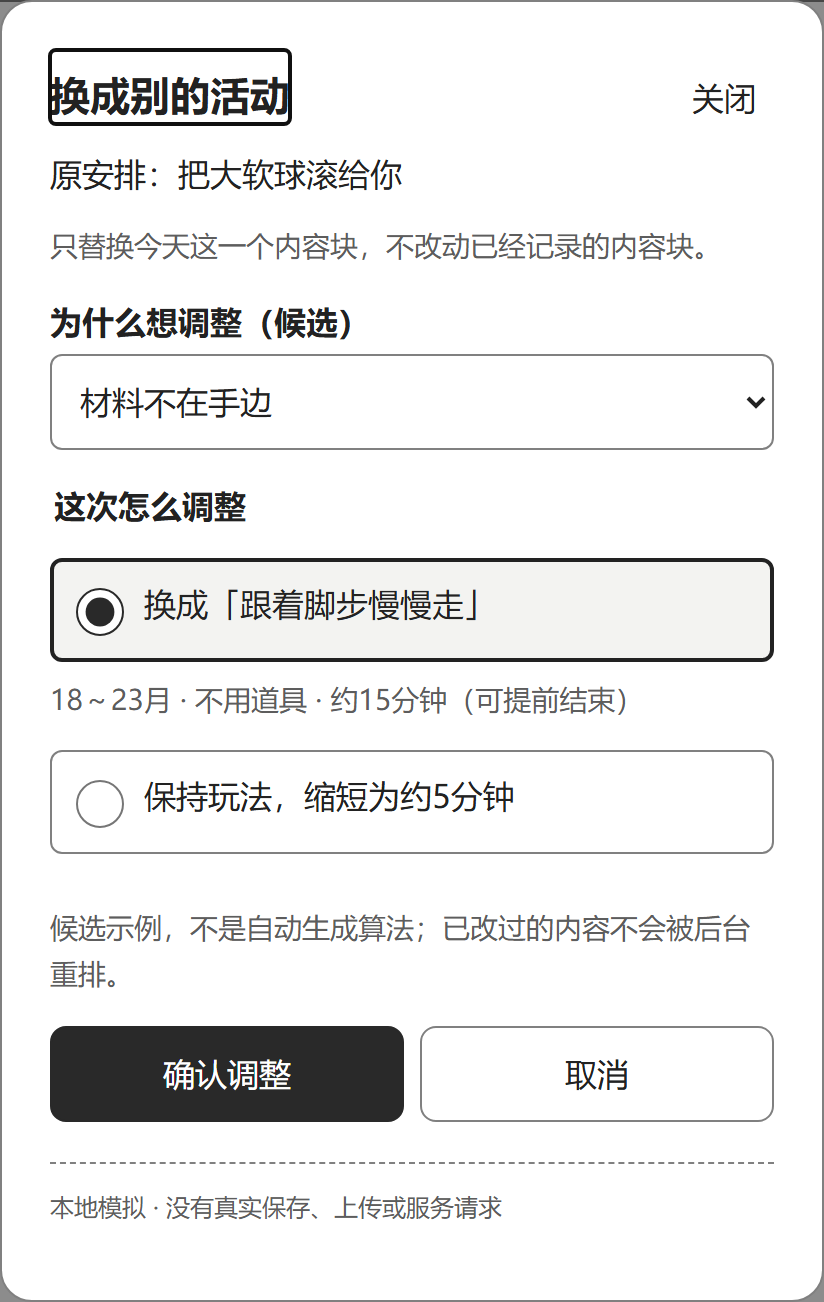 换成别的活动
关闭
原安排：把大软球滚给你
只替换今天这一个内容块，不改动已经记录的内容块。
为什么想调整（候选）
材料不在手边
这次怎么调整
换成「跟着脚步慢慢走」
18～23月 · 不用道具 · 约15分钟（可提前结束）
保持玩法，缩短为约5分钟
候选示例，不是自动生成算法；已改过的内容不会被后台
重排。
确认调整
取消
本地模拟 · 没有真实保存、上传或服务请求